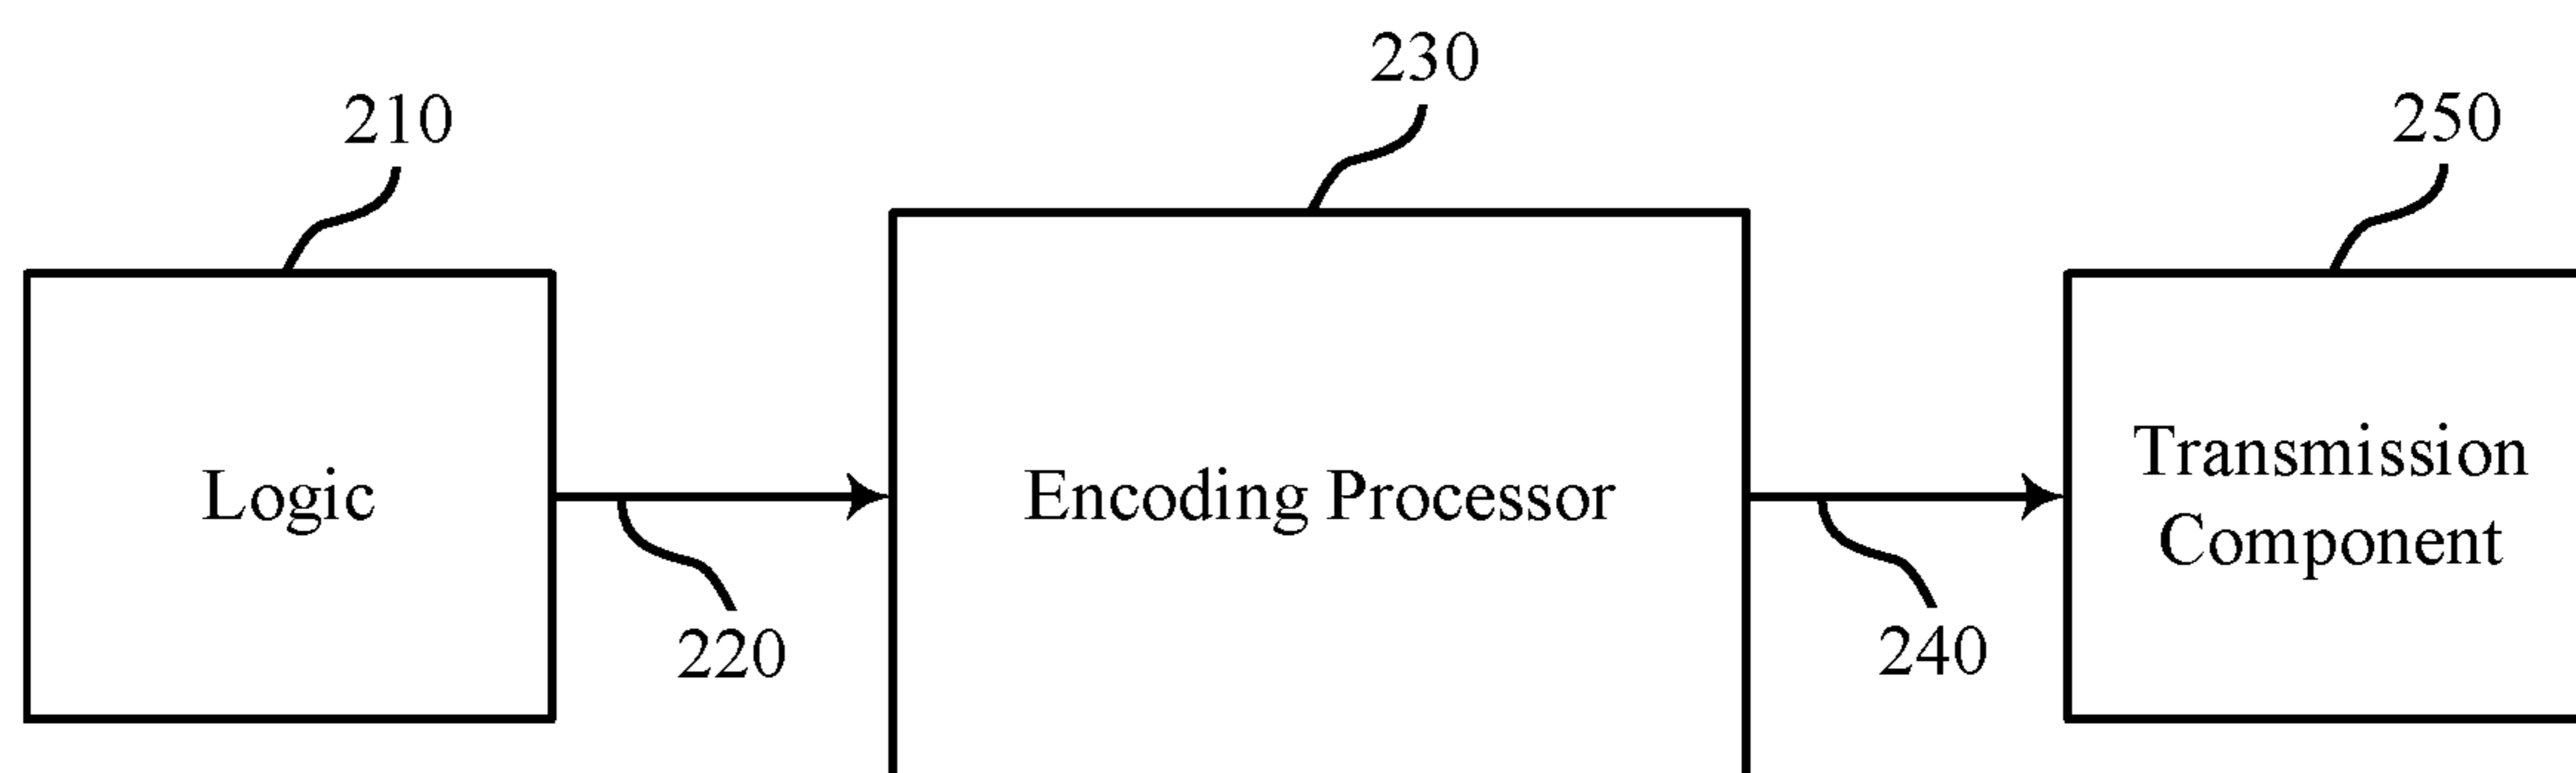 230
210
250
Logic
Encoding Processor
Transmission
Component
220
240